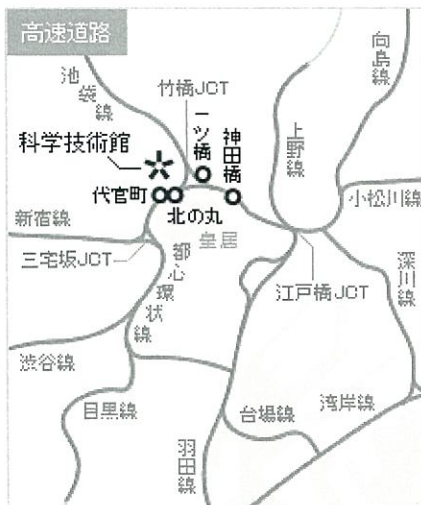 高速道路
池袋線
竹橋JCT
一ツ橋
神田橋
上野線
向島線
科学技術館
代官町
北の丸
小松川線
新宿線
皇居
三宅坂JCT
都心環状線
江戸橋JCT
深川線
渋谷線
目黒線
羽田線
台場線
湾岸線